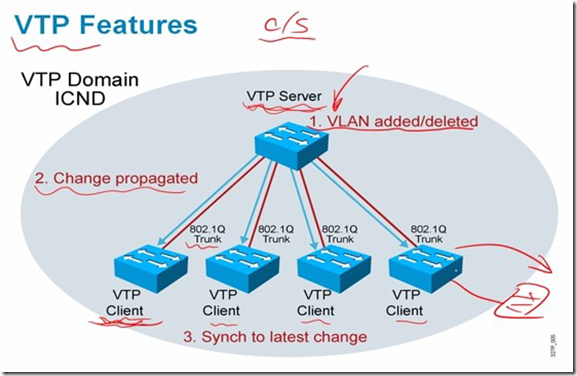 VTP Features
c/s
VTP Domain
ICND
VTP Server
1. VLAN added/deleted
2. Change propagated
802.1Q
Trunk
802.1Q
Trunk
802.1Q
Trunk
802.1Q
Trunk
VTP
Client
VTP
Client
VTP
Client
VTP
Client
3. Synch to latest change